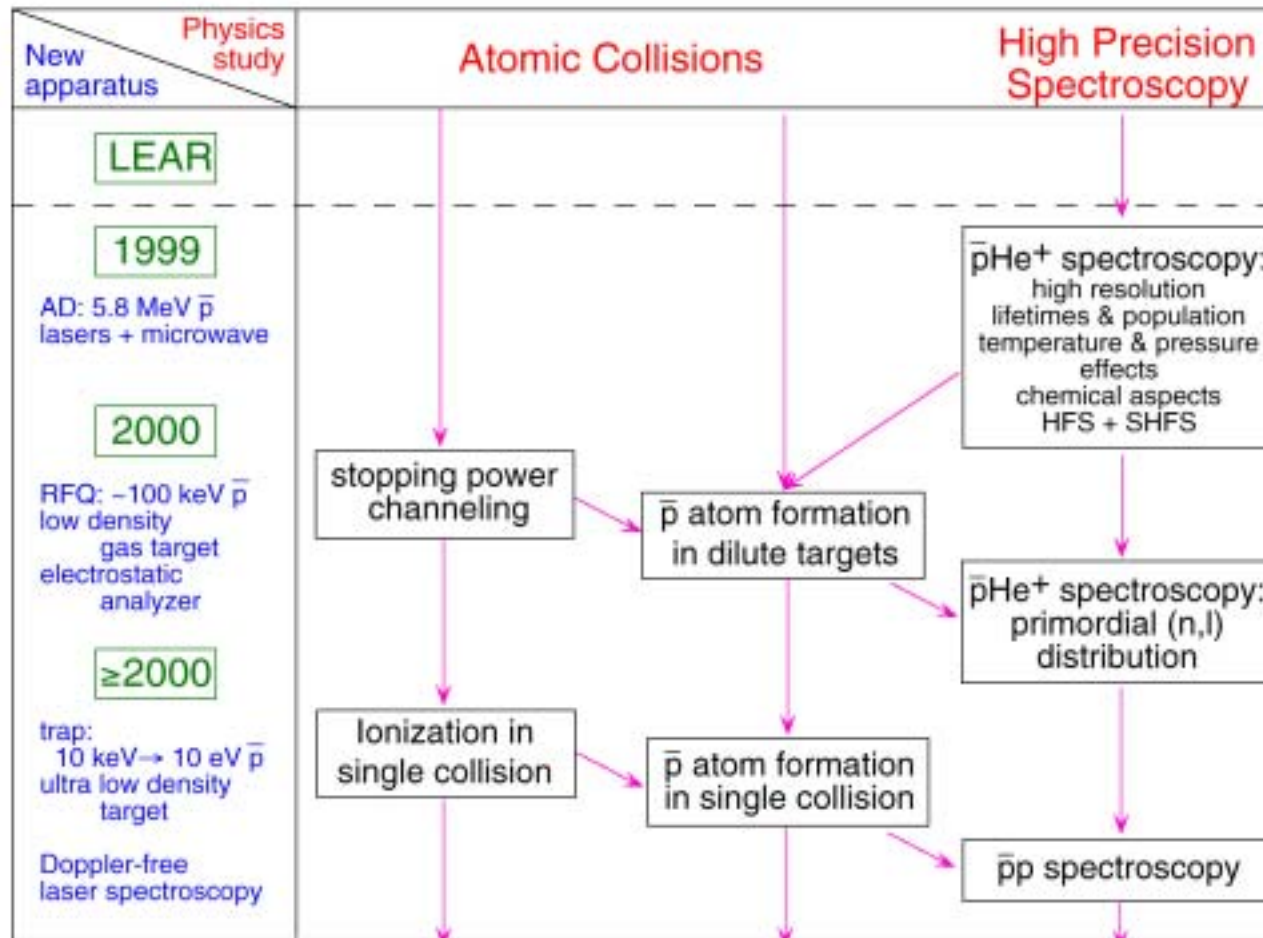 Physics
study
New
apparatus
Atomic Collisions
High Precision
Spectroscopy
LEAR
1999
AD: 5.8 MeV p̅
lasers + microwave
p̅He⁺ spectroscopy:
high resolution
lifetimes & population
temperature & pressure
effects
chemical aspects
HFS + SHFS
2000
RFQ: ~100 keV p̅
low density
gas target
electrostatic
analyzer
stopping power
channeling
p̅ atom formation
in dilute targets
p̅He⁺ spectroscopy:
primordial (n,l)
distribution
≥2000
trap:
10 keV→ 10 eV p̅
ultra low density
target
Doppler-free
laser spectroscopy
Ionization in
single collision
p̅ atom formation
in single collision
p̅p spectroscopy